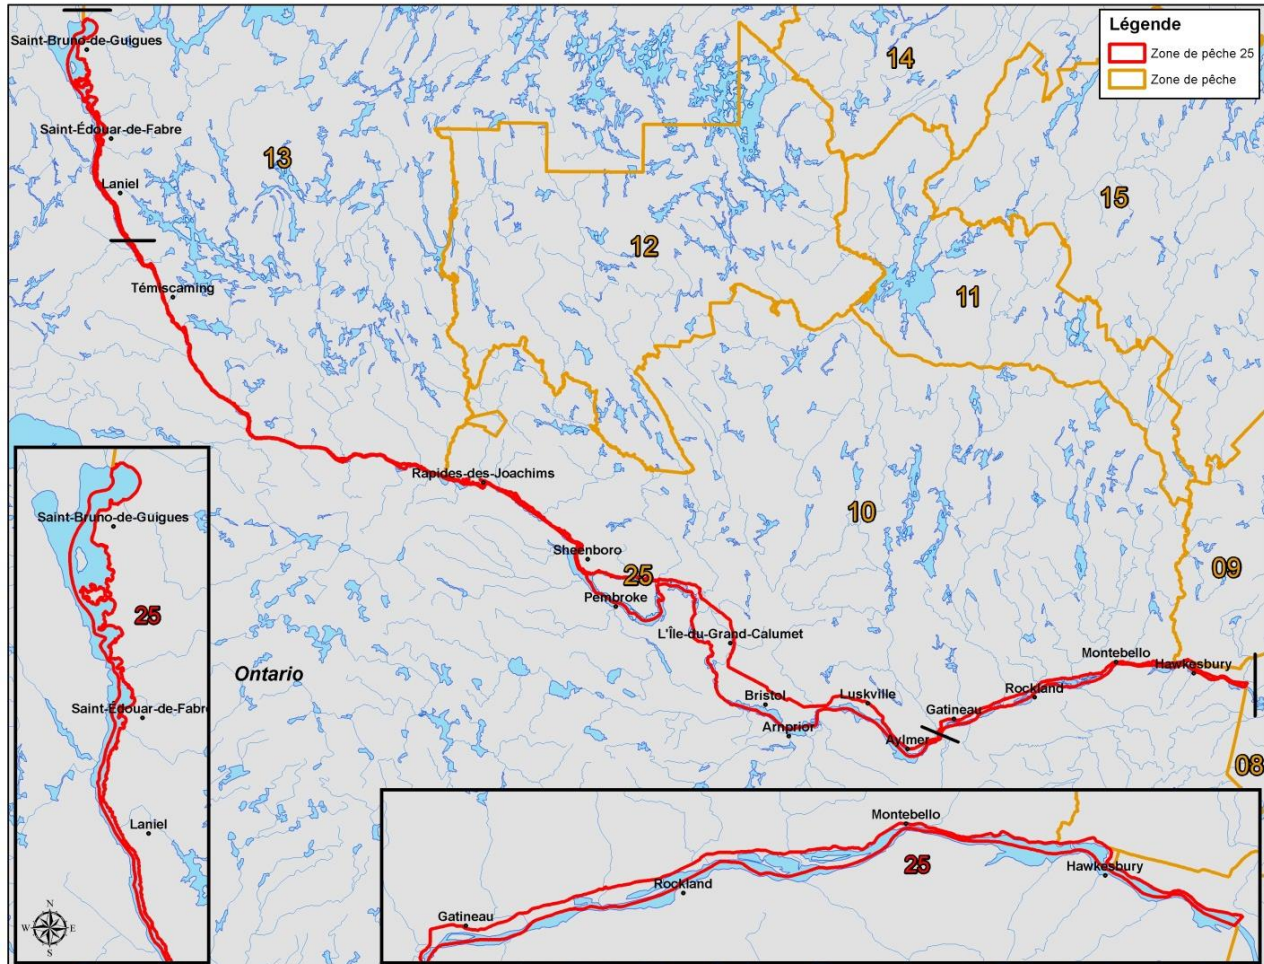 Légende
Zone de pêche 25
Zone de pêche
Saint-Bruno-de-Guigues
14
Saint-Édouar-de-Fabre
13
Laniel
15
12
Témiscaming
11
Rapides-des-Joachims
10
Sheenboro
25
09
Pembroke
L'Île-du-Grand-Calumet
Montebello
Hawkesbury
Ontario
Bristol
Luskville
Rockland
Gatineau
Arnprior
Aylmer
08
Saint-Bruno-de-Guigues
25
Saint-Édouar-de-Fabre
Laniel
N
W
E
S
Montebello
25
Hawkesbury
Rockland
Gatineau